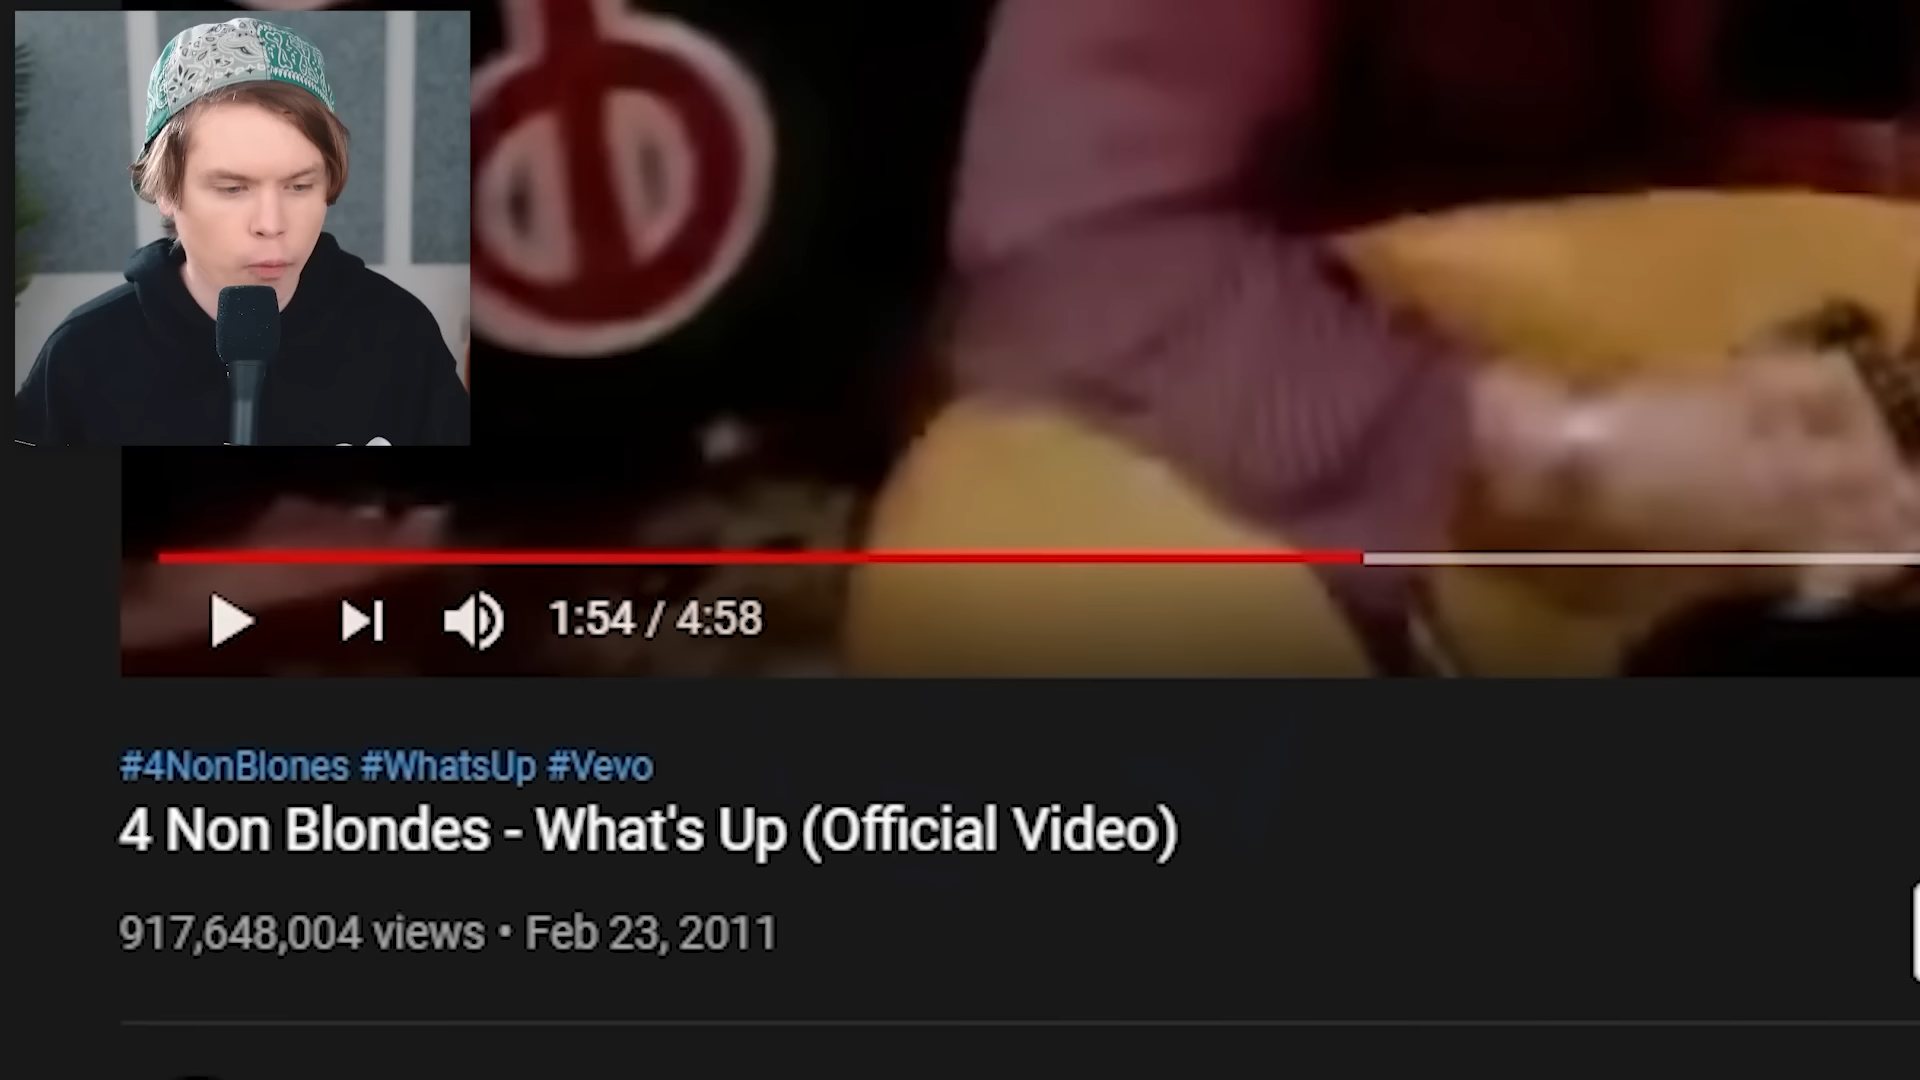 1:54 / 4:58
#4NonBlones #WhatsUp #Vevo
4 Non Blondes - What's Up (Official Video)
917,648,004 views • Feb 23, 2011